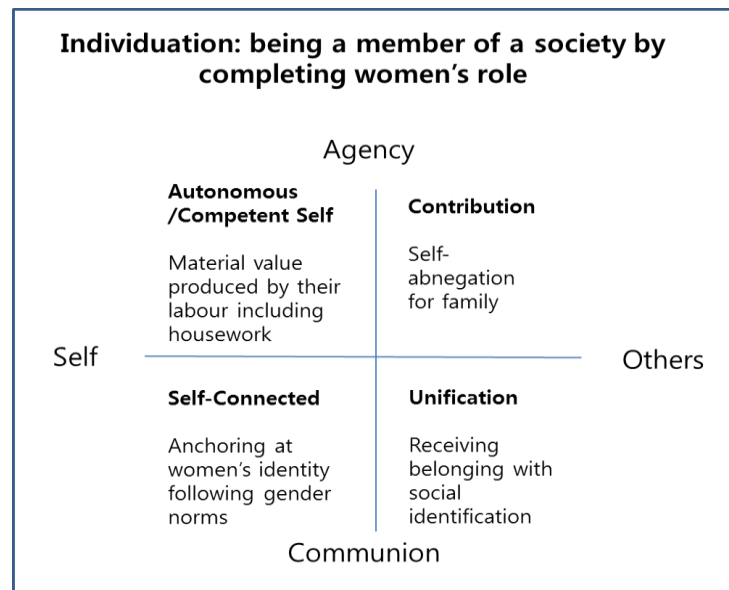 Individuation: being a member of a society by
completing women's role
Agency
Autonomous
/Competent Self
Material value
produced by their
labour including
housework
Contribution
Self-
abnegation
for family
Self
Others
Self-Connected
Anchoring at
women's identity
following gender
norms
Unification
Receiving
belonging with
social
identification
Communion